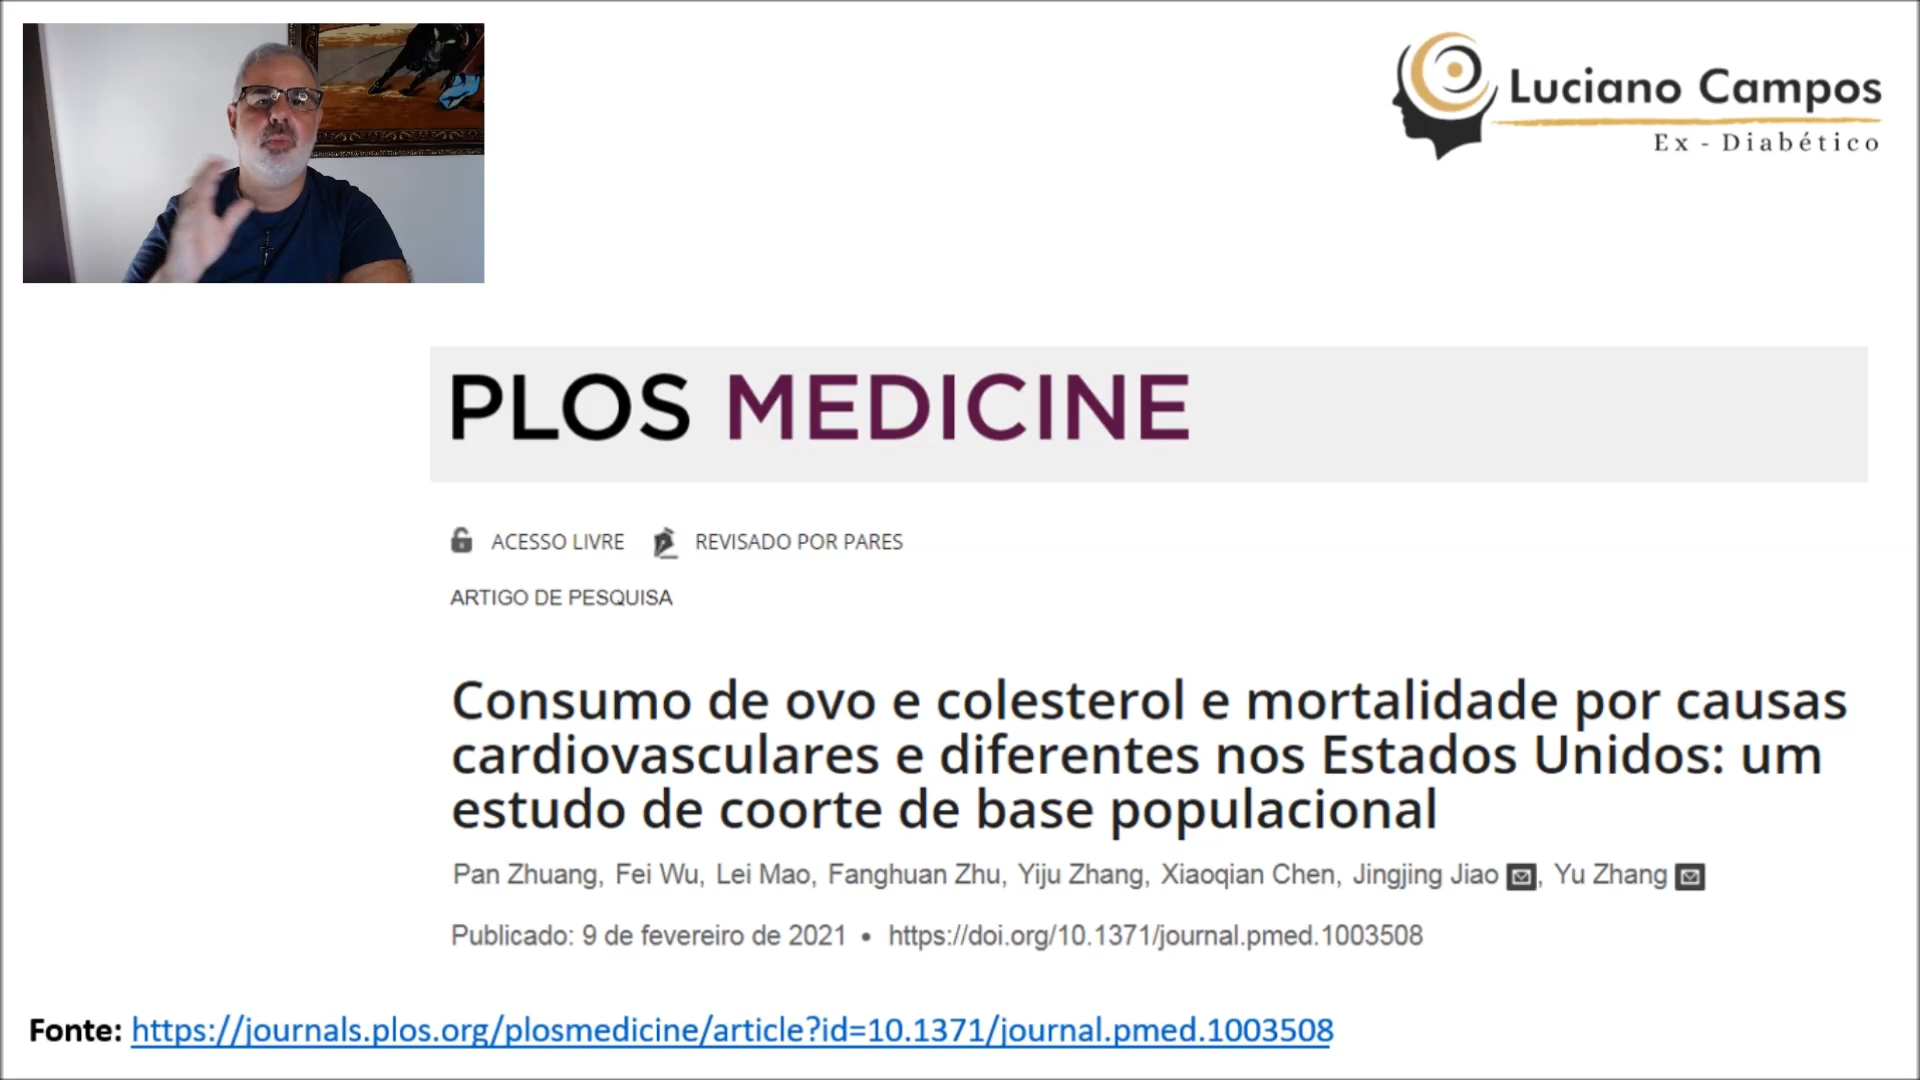 Luciano Campos
Ex - Diabético
PLOS MEDICINE
ACESSO LIVRE REVISADO POR PARES
ARTIGO DE PESQUISA
Consumo de ovo e colesterol e mortalidade por causas
cardiovasculares e diferentes nos Estados Unidos: um
estudo de coorte de base populacional
Pan Zhuang, Fei Wu, Lei Mao, Fanghuan Zhu, Yiju Zhang, Xiaoqian Chen, Jingjing Jiao , Yu Zhang
Publicado: 9 de fevereiro de 2021 • https://doi.org/10.1371/journal.pmed.1003508
Fonte: https://journals.plos.org/plosmedicine/article?id=10.1371/journal.pmed.1003508